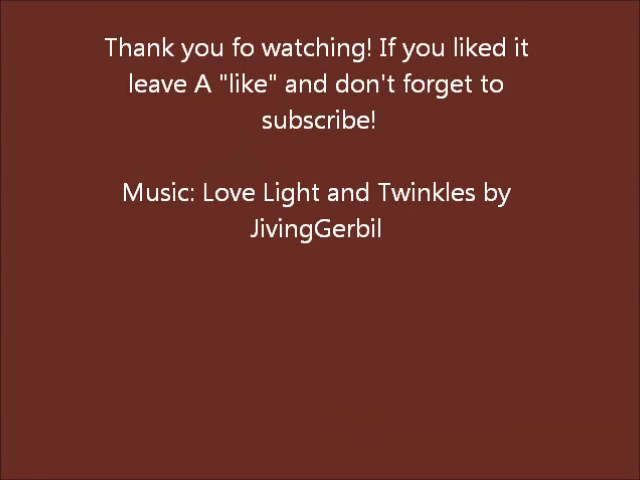 Thank you fo watching! If you liked it
leave A "like" and don't forget to
subscribe!
Music: Love Light and Twinkles by
JivingGerbil